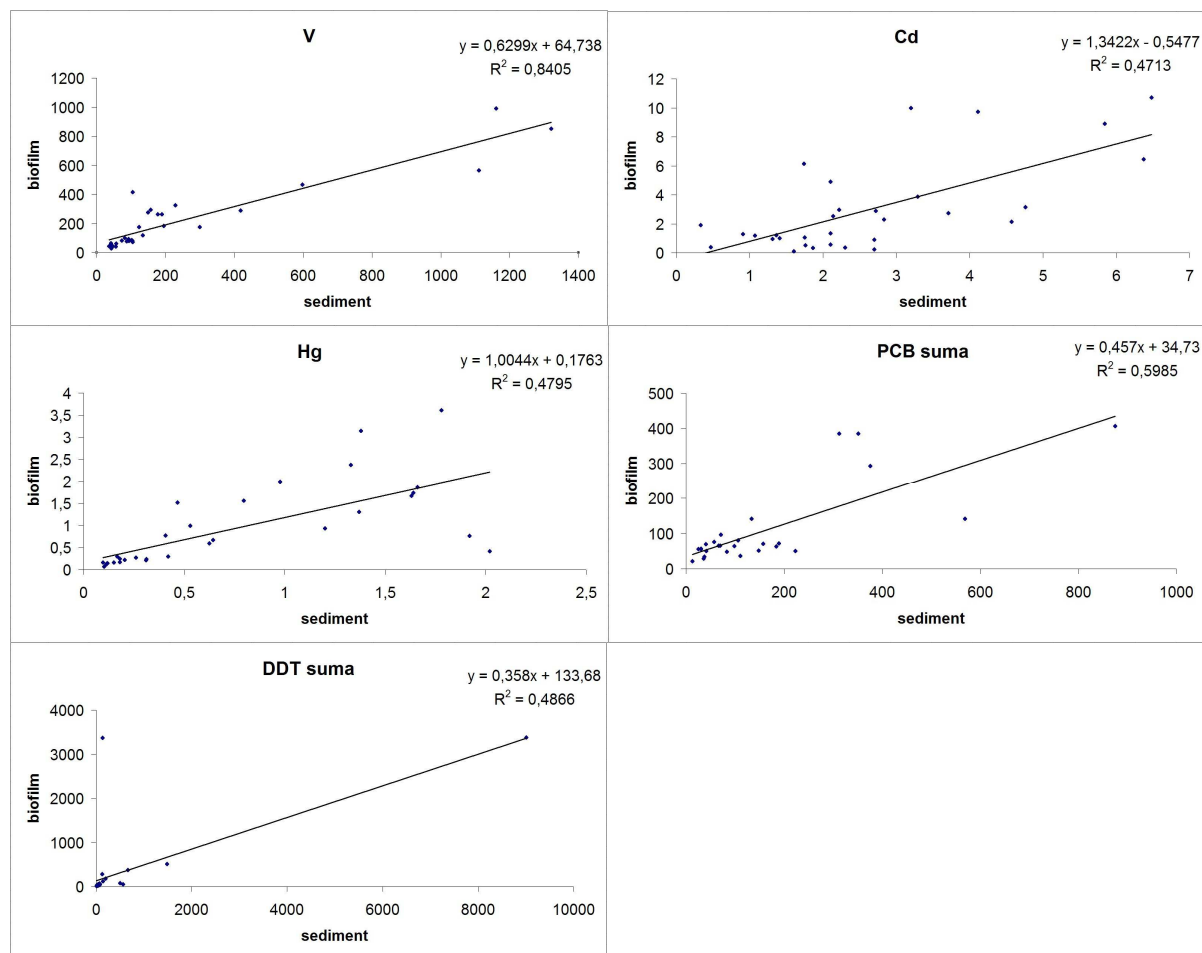 V
y = 0,6299x + 64,738
R² = 0,8405
1200
1000
800
600
400
200
0
biofilm
0 200 400 600 800 1000 1200 1400
sediment
Cd
y = 1,3422x - 0,5477
R² = 0,4713
12
10
8
6
4
2
0
biofilm
0 1 2 3 4 5 6 7
sediment
Hg
y = 1,0044x + 0,1763
R² = 0,4795
4
3,5
3
2,5
2
1,5
1
0,5
0
biofilm
0 0,5 1 1,5 2 2,5
sediment
PCB suma
y = 0,457x + 34,73
R² = 0,5985
500
400
300
200
100
0
biofilm
0 200 400 600 800 1000
sediment
DDT suma
y = 0,358x + 133,68
R² = 0,4866
4000
3000
2000
1000
0
biofilm
0 2000 4000 6000 8000 10000
sediment